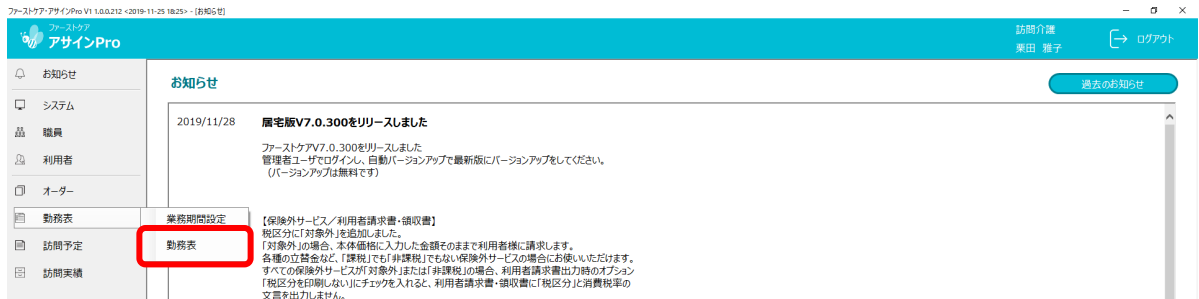 ファーストケア・アサインPro V1 1.0.0.212 <2019-11-25 18:25> - [お知らせ]
ファーストケア
アサインPro
訪問介護
栗田 雅子
ログアウト
お知らせ
システム
職員
利用者
オーダー
勤務表
訪問予定
訪問実績
業務期間設定
勤務表
お知らせ
過去のお知らせ
2019/11/28
居宅版V7.0.300をリリースしました
ファーストケアV7.0.300をリリースしました
管理者ユーザでログインし、自動バージョンアップで最新版にバージョンアップをしてください。
（バージョンアップは無料です）
【保険外サービス／利用者請求書・領収書】
税区分に「対象外」を追加しました。
「対象外」の場合、本体価格に入力した金額そのままで利用者様に請求します。
各種の立替金など、「課税」でも「非課税」でもない保険外サービスの場合にお使いいただけます。
すべての保険外サービスが「対象外」または「非課税」の場合、利用者請求書出力時のオプション
「税区分を印刷しない」にチェックを入れると、利用者請求書・領収書に「税区分」と消費税率の
文言を出力しません。